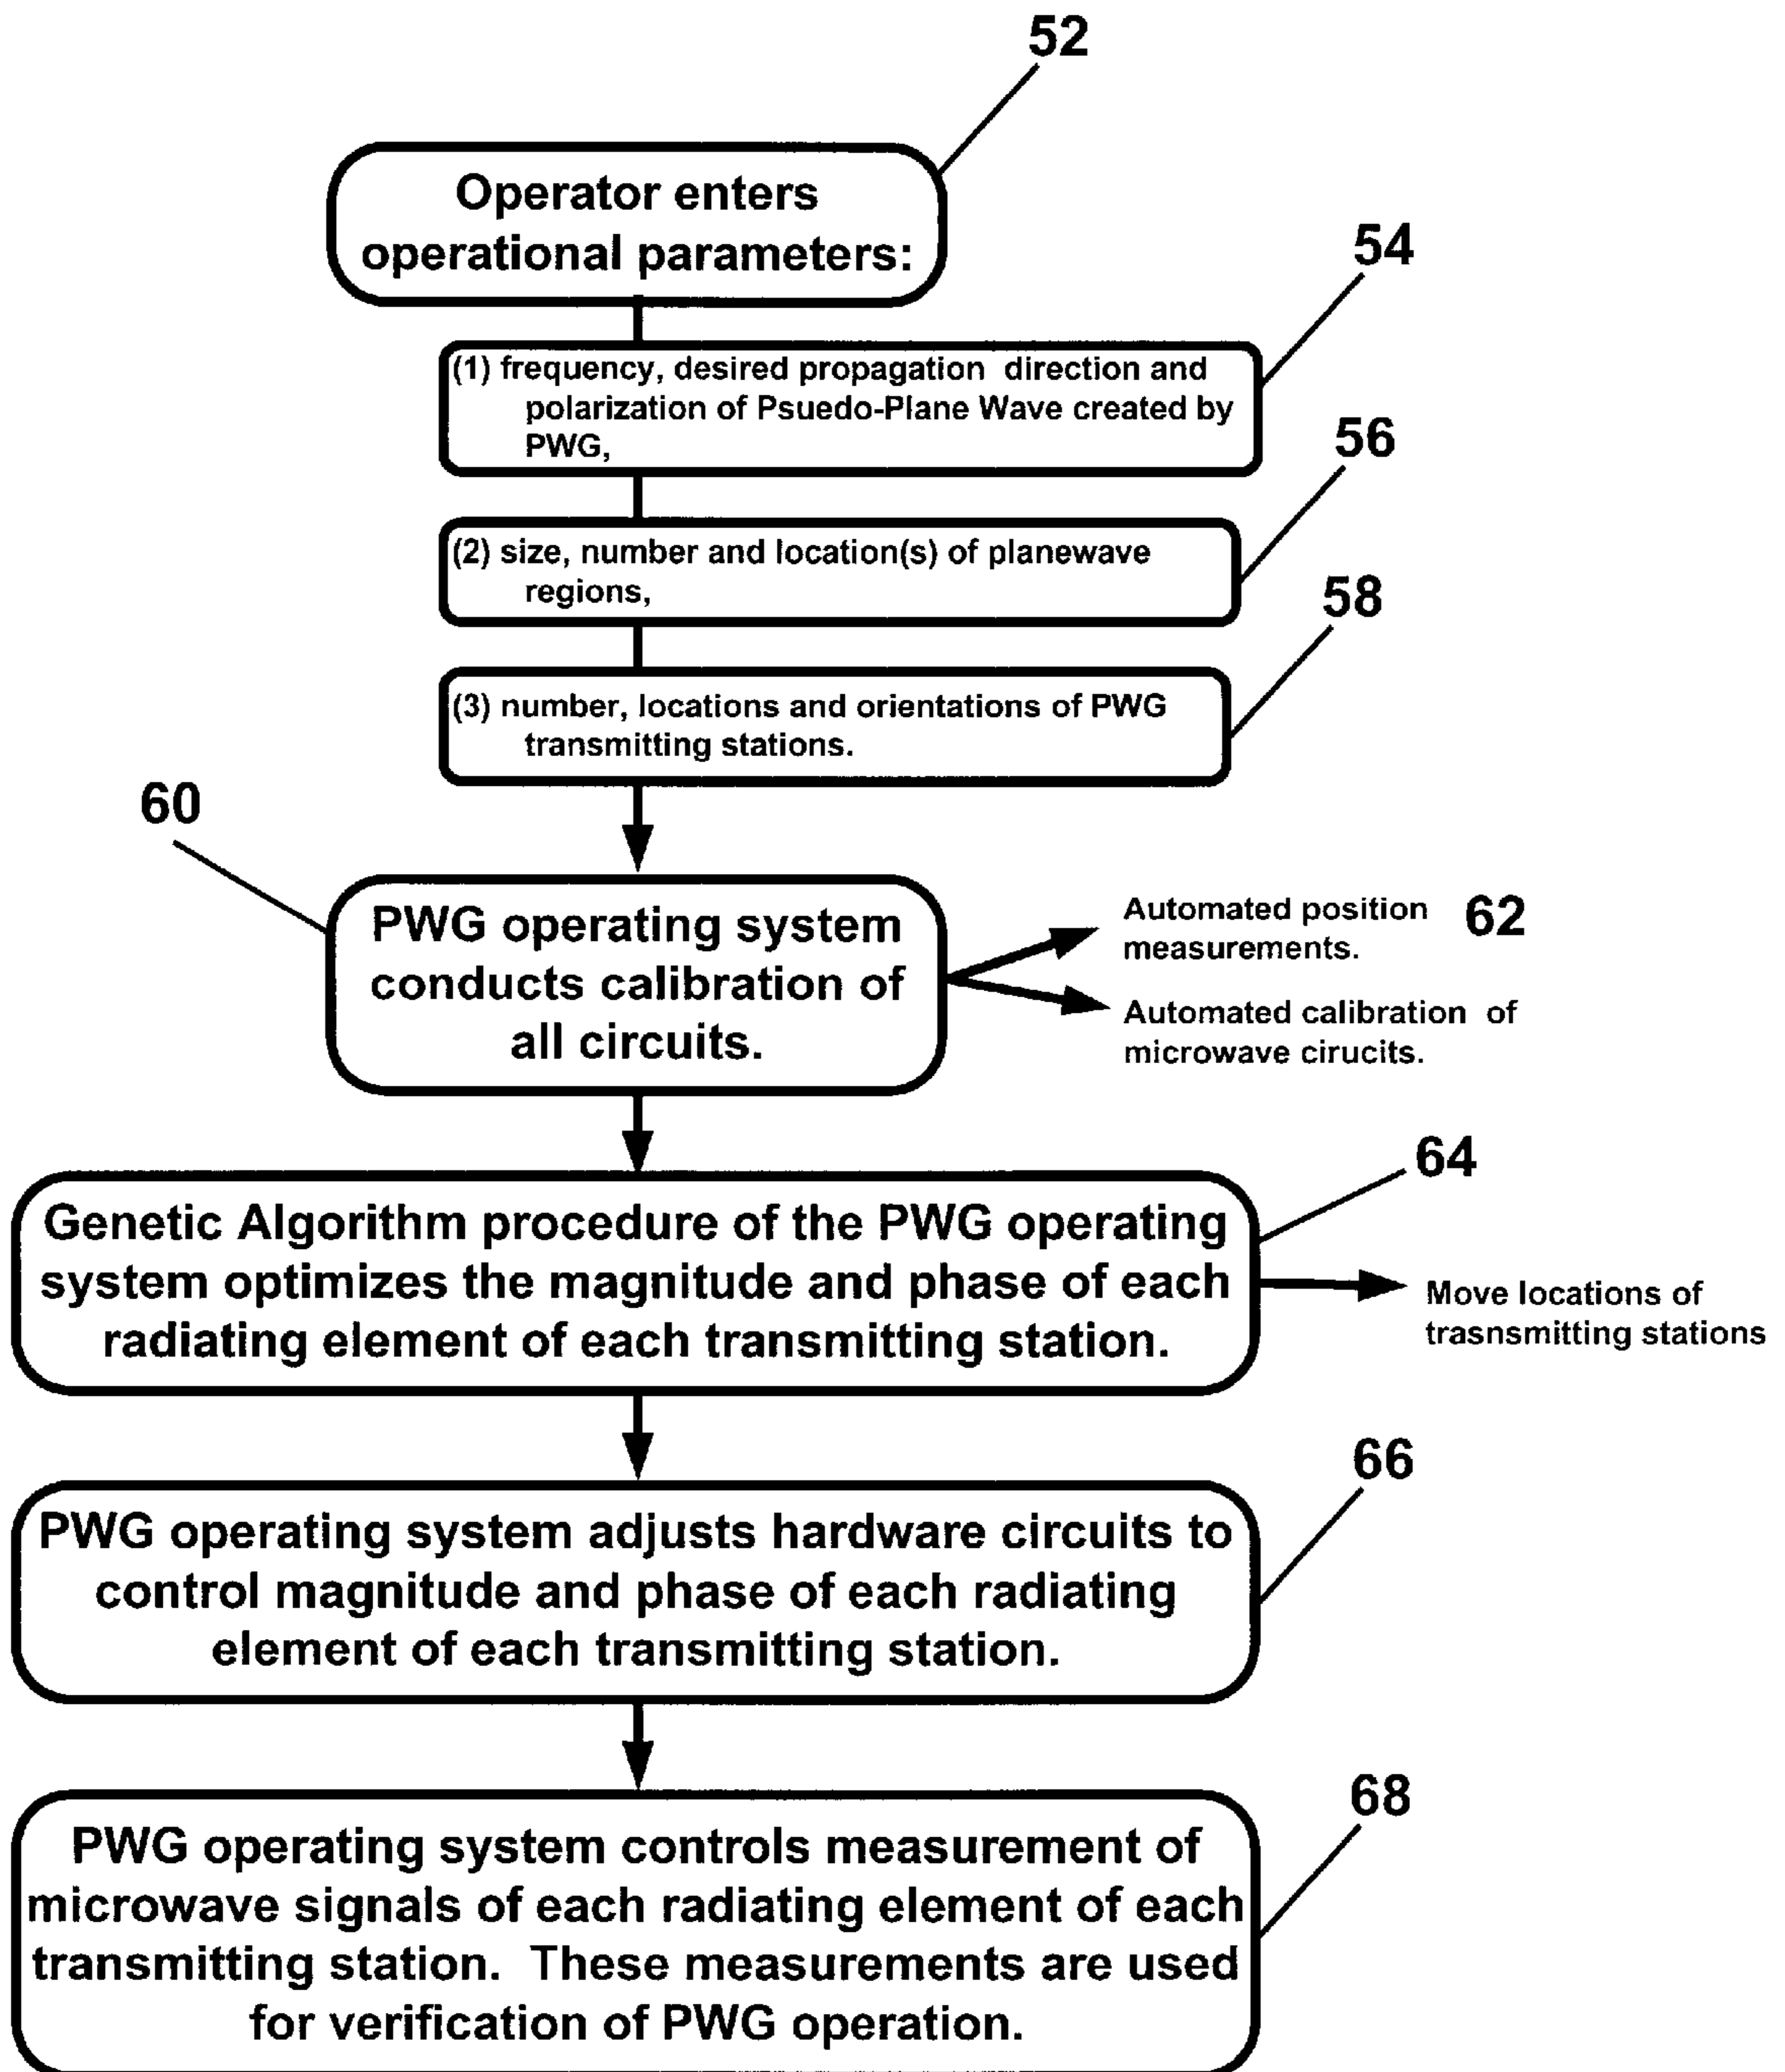 52
Operator enters
operational parameters:
54
(1) frequency, desired propagation direction and
polarization of Psuedo-Plane Wave created by
PWG,
56
(2) size, number and location(s) of planewave
regions,
58
(3) number, locations and orientations of PWG
transmitting stations.
60
PWG operating system
conducts calibration of
all circuits.
Automated position
measurements.
62
Automated calibration of
microwave cirucits.
64
Genetic Algorithm procedure of the PWG operating
system optimizes the magnitude and phase of each
radiating element of each transmitting station.
Move locations of
trasnsmitting stations
66
PWG operating system adjusts hardware circuits to
control magnitude and phase of each radiating
element of each transmitting station.
68
PWG operating system controls measurement of
microwave signals of each radiating element of each
transmitting station. These measurements are used
for verification of PWG operation.